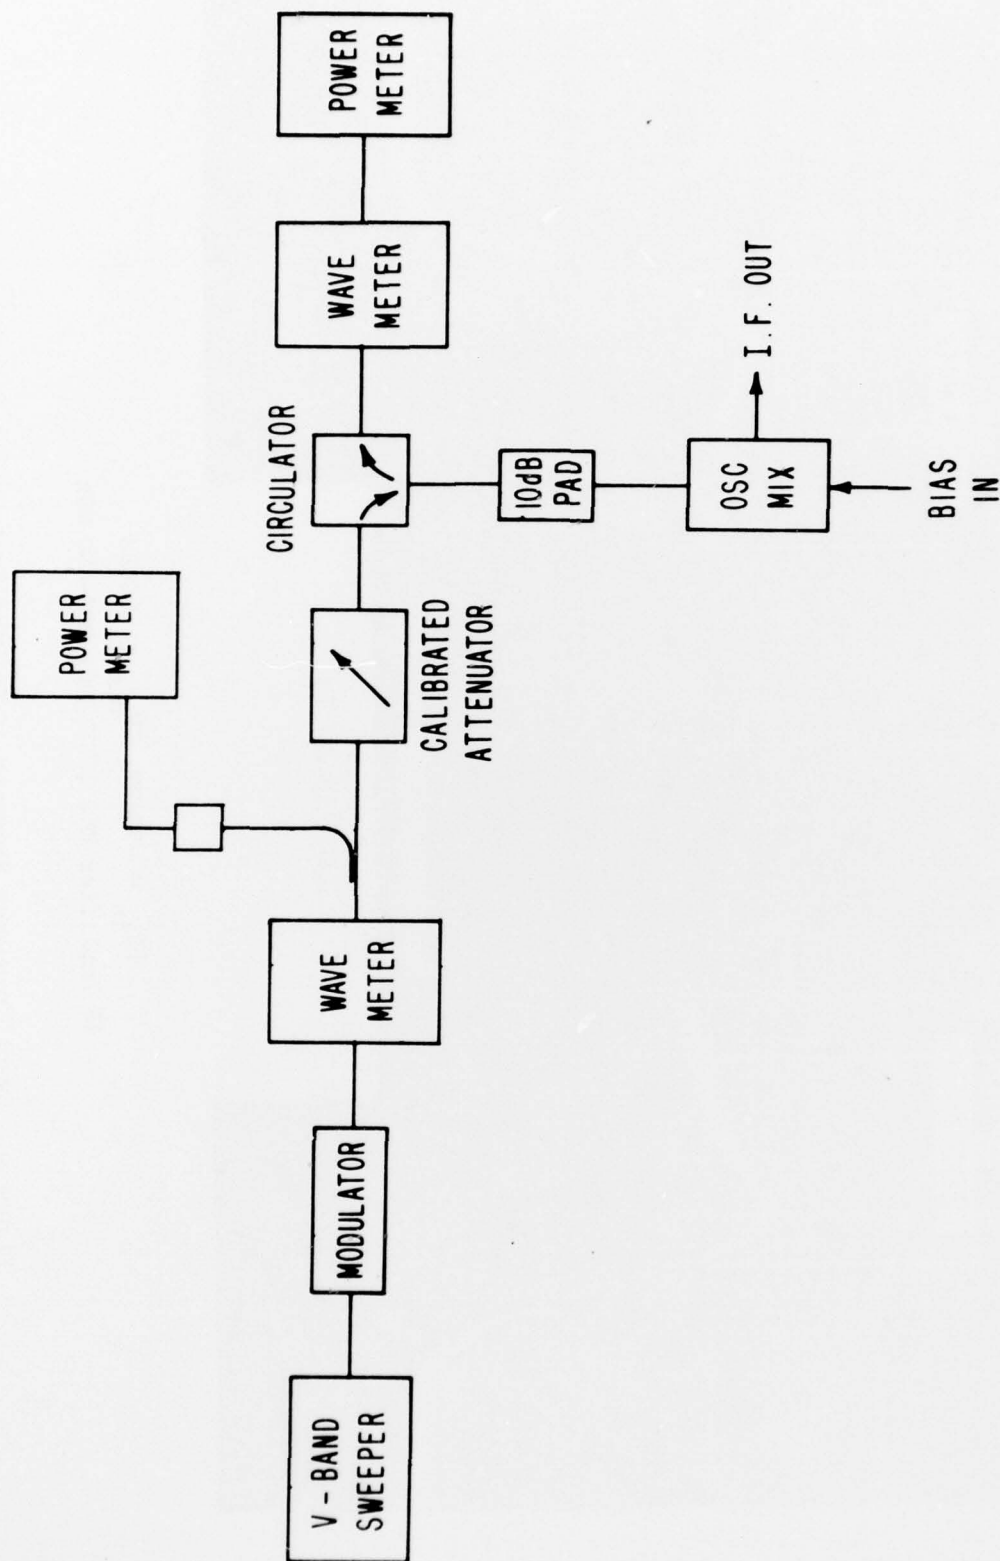 V-BAND
SWEEPER
MODULATOR
WAVE
METER
POWER
METER
CALIBRATED
ATTENUATOR
CIRCULATOR
10dB
PAD
OSC
MIX
BIAS
IN
I.F. OUT
WAVE
METER
POWER
METER